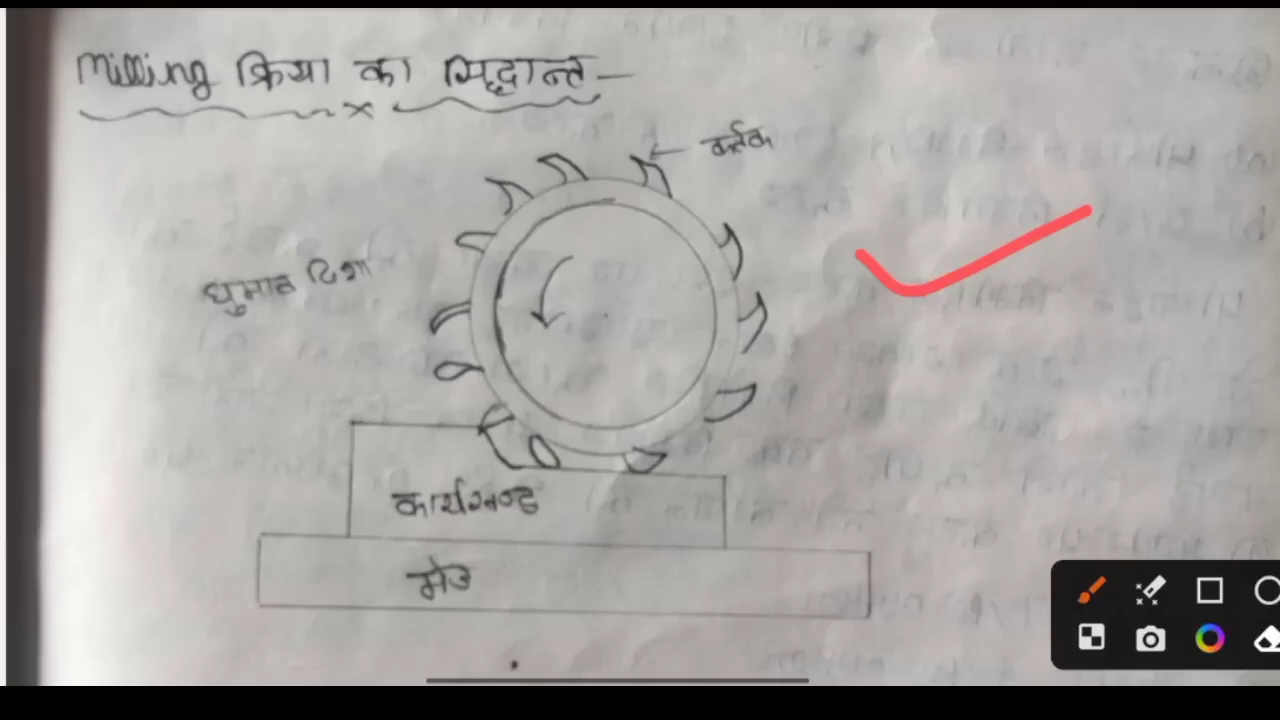 Milling क्रिया का सिद्धान्त –
कर्तक
घुमाव दिशा
कार्यखण्ड
मेज